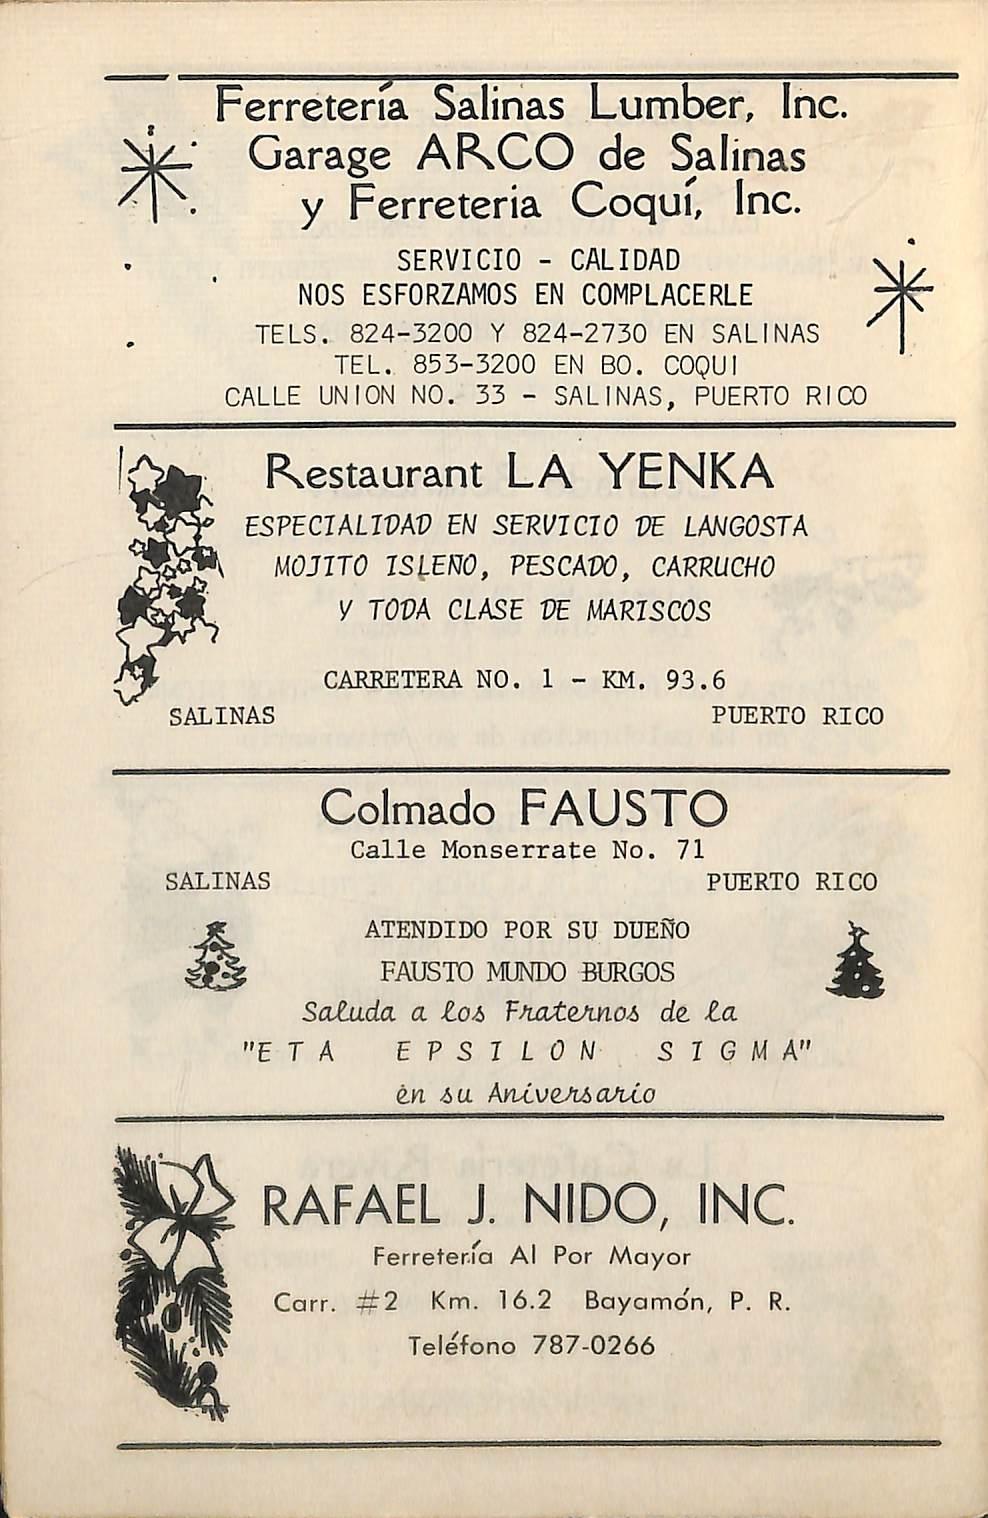 Ferretería Salinas Lumber, Inc.
Garage ARCO de Salinas
y Ferreteria Coquí, Inc.
SERVICIO - CALIDAD
NOS ESFORZAMOS EN COMPLACERLE
TELS. 824-3200 Y 824-2730 EN SALINAS
TEL. 853-3200 EN BO. COQUI
CALLE UNION NO. 33 - SALINAS, PUERTO RICO
Restaurant LA YENKA
ESPECIALIDAD EN SERVICIO DE LANGOSTA
MOJITO ISLEÑO, PESCADO, CARRUCHO
Y TODA CLASE DE MARISCOS
CARRETERA NO. 1 - KM. 93.6
SALINAS PUERTO RICO
Colmado FAUSTO
Calle Monserrate No. 71
SALINAS PUERTO RICO
ATENDIDO POR SU DUEÑO
FAUSTO MUNDO BURGOS
Saluda a los Fraternos de la
"ETA EPSILON SIGMA"
en su Aniversario
RAFAEL J. NIDO, INC.
Ferretería Al Por Mayor
Carr. #2 Km. 16.2 Bayamón, P. R.
Teléfono 787-0266